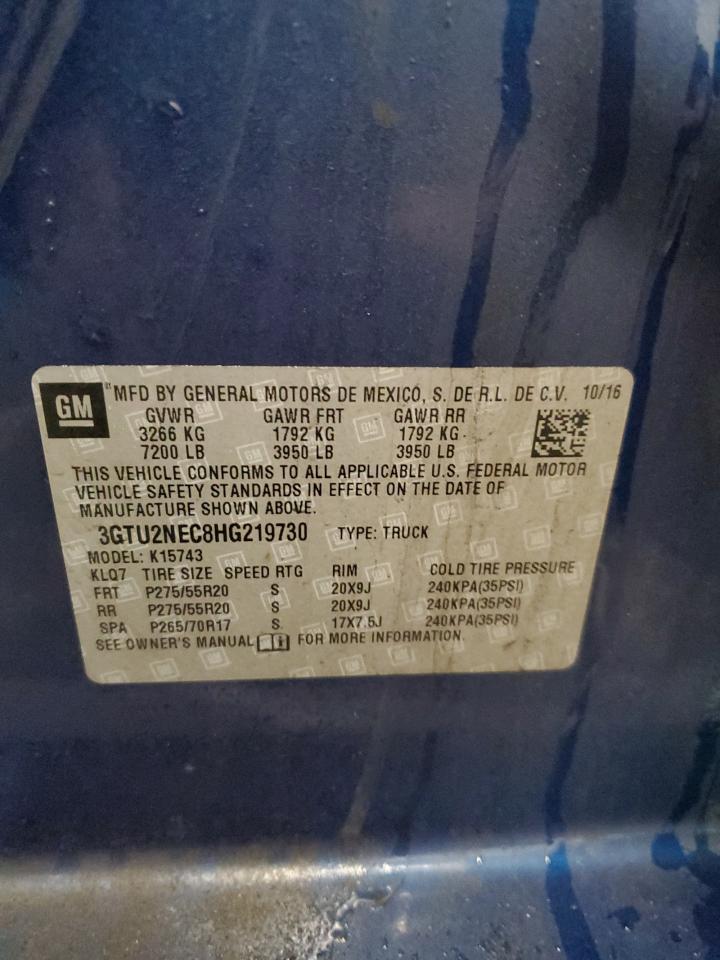 GM
MFD BY GENERAL MOTORS DE MEXICO, S. DE R.L. DE C.V. 10/16
GVWR GAWR FRT GAWR RR
3266 KG 1792 KG 1792 KG
7200 LB 3950 LB 3950 LB
THIS VEHICLE CONFORMS TO ALL APPLICABLE U.S. FEDERAL MOTOR
VEHICLE SAFETY STANDARDS IN EFFECT ON THE DATE OF
MANUFACTURE SHOWN ABOVE.
3GTU2NEC8HG219730 TYPE: TRUCK
MODEL: K15743
KLQ7 TIRE SIZE SPEED RTG RIM COLD TIRE PRESSURE
FRT P275/55R20 S 20X9J 240KPA(35PSI)
RR P275/55R20 S 20X9J 240KPA(35PSI)
SPA P265/70R17 S 17X7.5J 240KPA(35PSI)
SEE OWNER'S MANUAL FOR MORE INFORMATION.